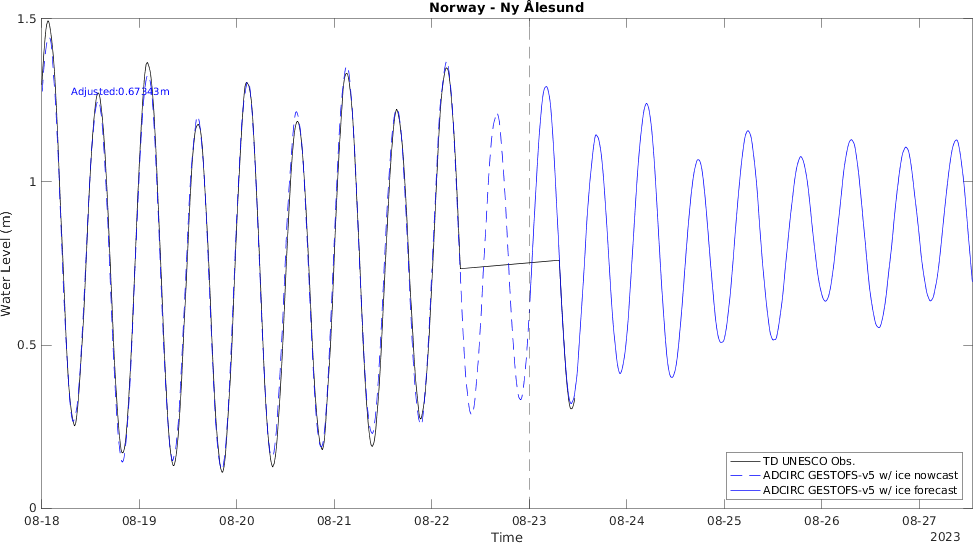 Norway - Ny Ålesund
Water Level (m)
1.5
1
0.5
0
Adjusted:0.67343m
TD UNESCO Obs.
ADCIRC GESTOFS-v5 w/ ice nowcast
ADCIRC GESTOFS-v5 w/ ice forecast
08-18 08-19 08-20 08-21 08-22 08-23 08-24 08-25 08-26 08-27
Time
2023